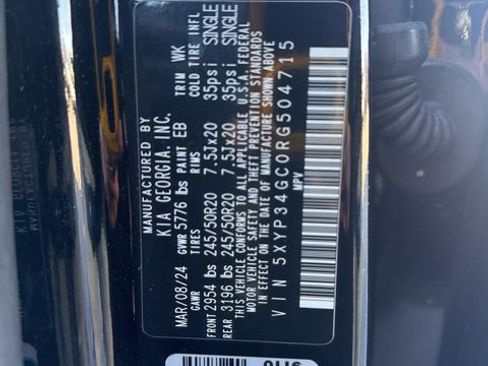 MANUFACTURED BY
KIA GEORGIA, INC.
MAR/08/24 GVWR 5776 lbs PAINT EB TRIM WK
GAWR TIRES COLD TIRE INFL
FRONT 2954 lbs 245/50R20 7.5Jx20 35psi SINGLE
REAR 3196 lbs 245/50R20 7.5Jx20 35psi SINGLE
THIS VEHICLE CONFORMS TO ALL APPLICABLE U.S.A. FEDERAL
MOTOR VEHICLE SAFETY AND THEFT PREVENTION STANDARDS
IN EFFECT ON THE DATE OF MANUFACTURE SHOWN ABOVE
VIN 5XYP34GC0RG504715
MPV